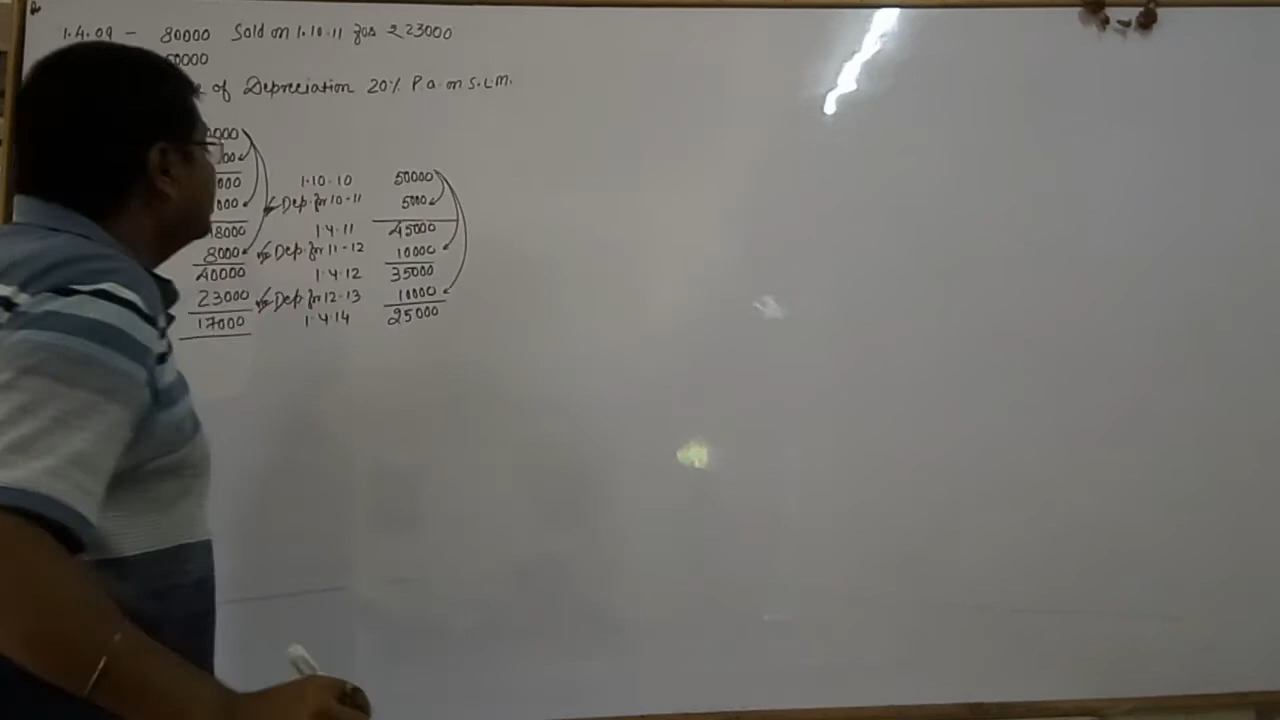 1.4.09 - 80000 Sold on 1.10.11 for ₹23000
50000
of Depreciation 20% P.a. on S.L.M.
1.10.10 50000
Dep. for 10-11 5000
1.4.11 45000
8000 Dep. for 11-12 10000
40000 1.4.12 35000
23000 Dep. for 12-13 10000
17000 1.4.14 25000